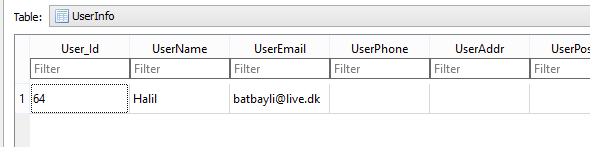 Table: UserInfo
User_Id UserName UserEmail UserPhone UserAddr UserPos
Filter Filter Filter Filter Filter Filter
1 64 Halil batbayli@live.dk